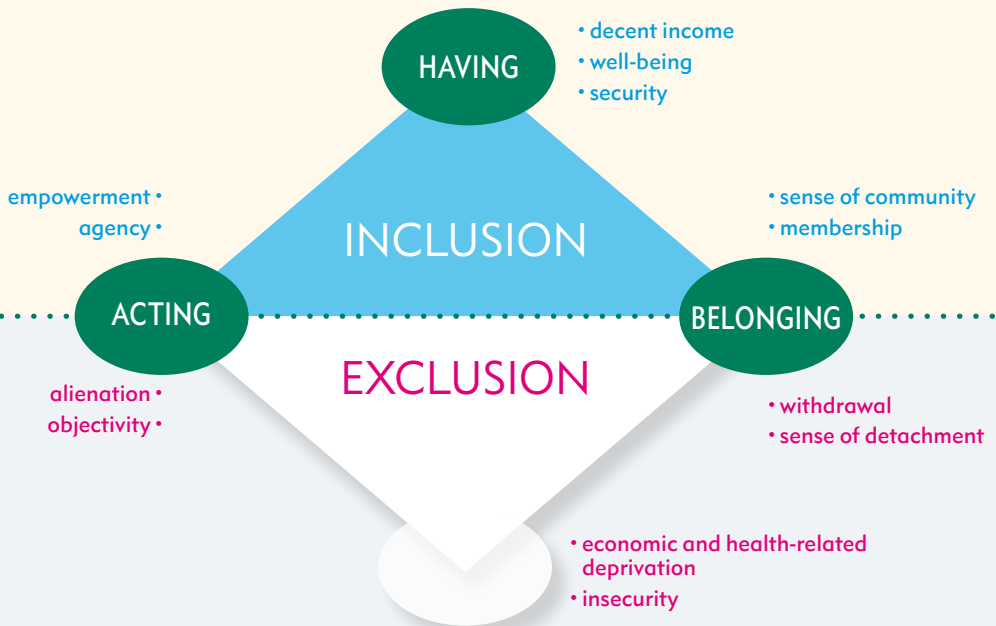 HAVING
• decent income
• well-being
• security
empowerment •
agency •
INCLUSION
• sense of community
• membership
ACTING
BELONGING
EXCLUSION
alienation •
objectivity •
• withdrawal
• sense of detachment
• economic and health-related
deprivation
• insecurity